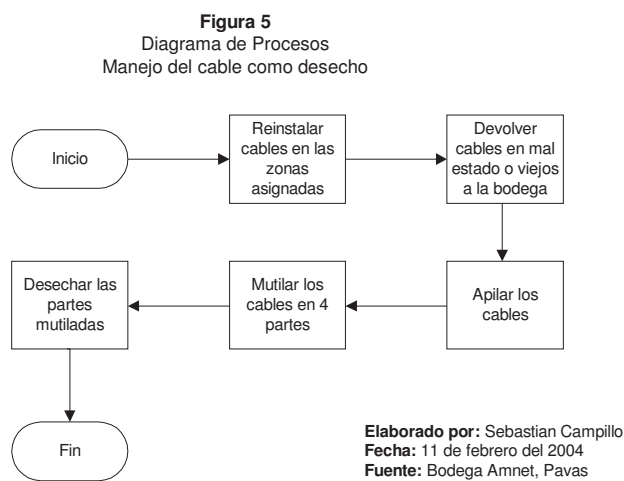 Figura 5
Diagrama de Procesos
Manejo del cable como desecho
Inicio
Reinstalar
cables en las
zonas
asignadas
Devolver
cables en mal
estado o viejos
a la bodega
Apilar los
cables
Mutilar los
cables en 4
partes
Desechar las
partes
mutiladas
Fin
Elaborado por: Sebastian Campillo
Fecha: 11 de febrero del 2004
Fuente: Bodega Amnet, Pavas